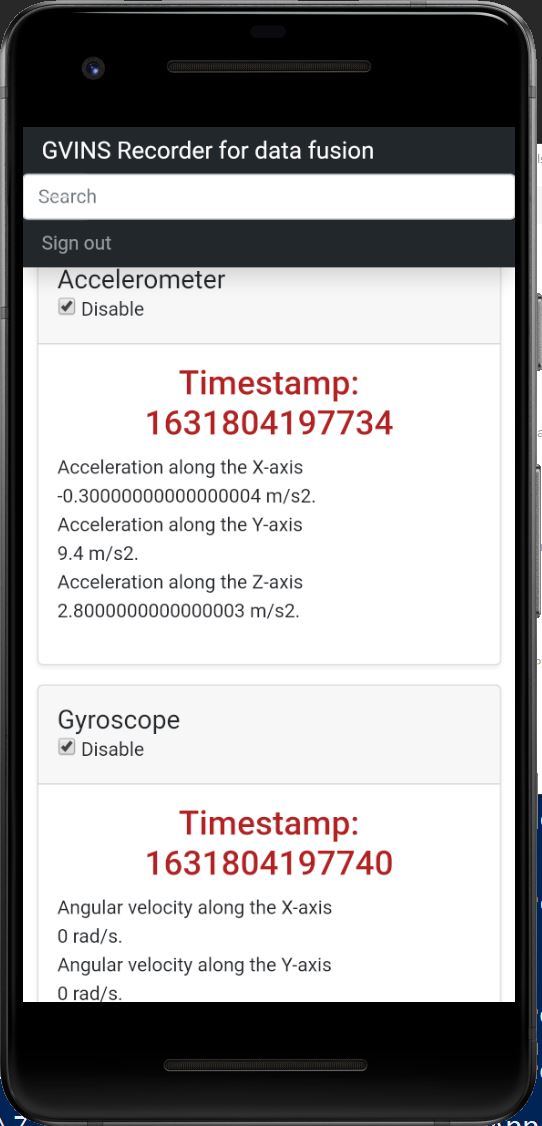 GVINS Recorder for data fusion
Search
Sign out
Accelerometer
Disable
Timestamp:
1631804197734
Acceleration along the X-axis
-0.30000000000000004 m/s2.
Acceleration along the Y-axis
9.4 m/s2.
Acceleration along the Z-axis
2.8000000000000003 m/s2.
Gyroscope
Disable
Timestamp:
1631804197740
Angular velocity along the X-axis
0 rad/s.
Angular velocity along the Y-axis
0 rad/s.